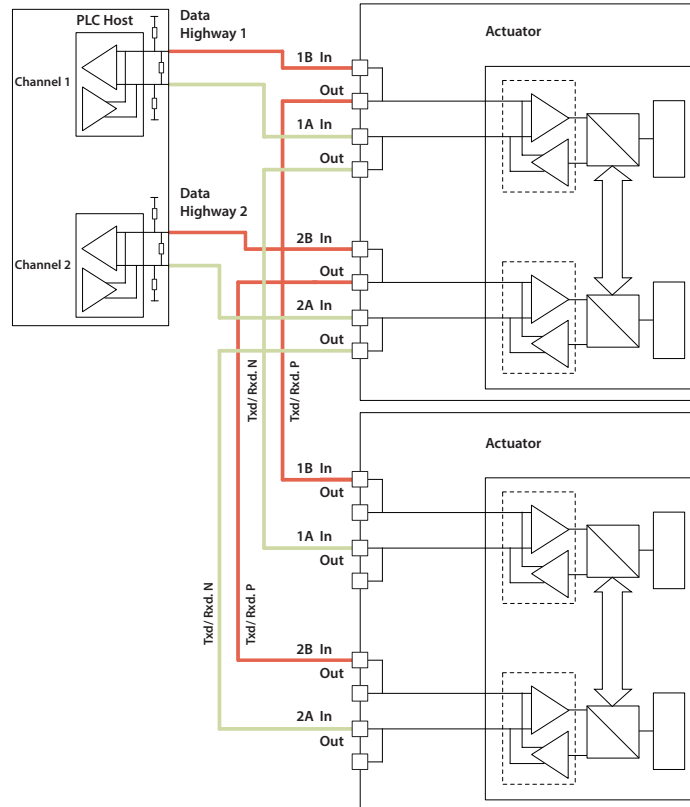 PLC Host
Data
Highway 1
Channel 1
Data
Highway 2
Channel 2
Actuator
1B In
Out
1A In
Out
2B In
Out
2A In
Out
Txd/ Rxd. N
Txd/ Rxd. P
Actuator
1B In
Out
1A In
Out
Txd/ Rxd. N
Txd/ Rxd. P
2B In
Out
2A In
Out